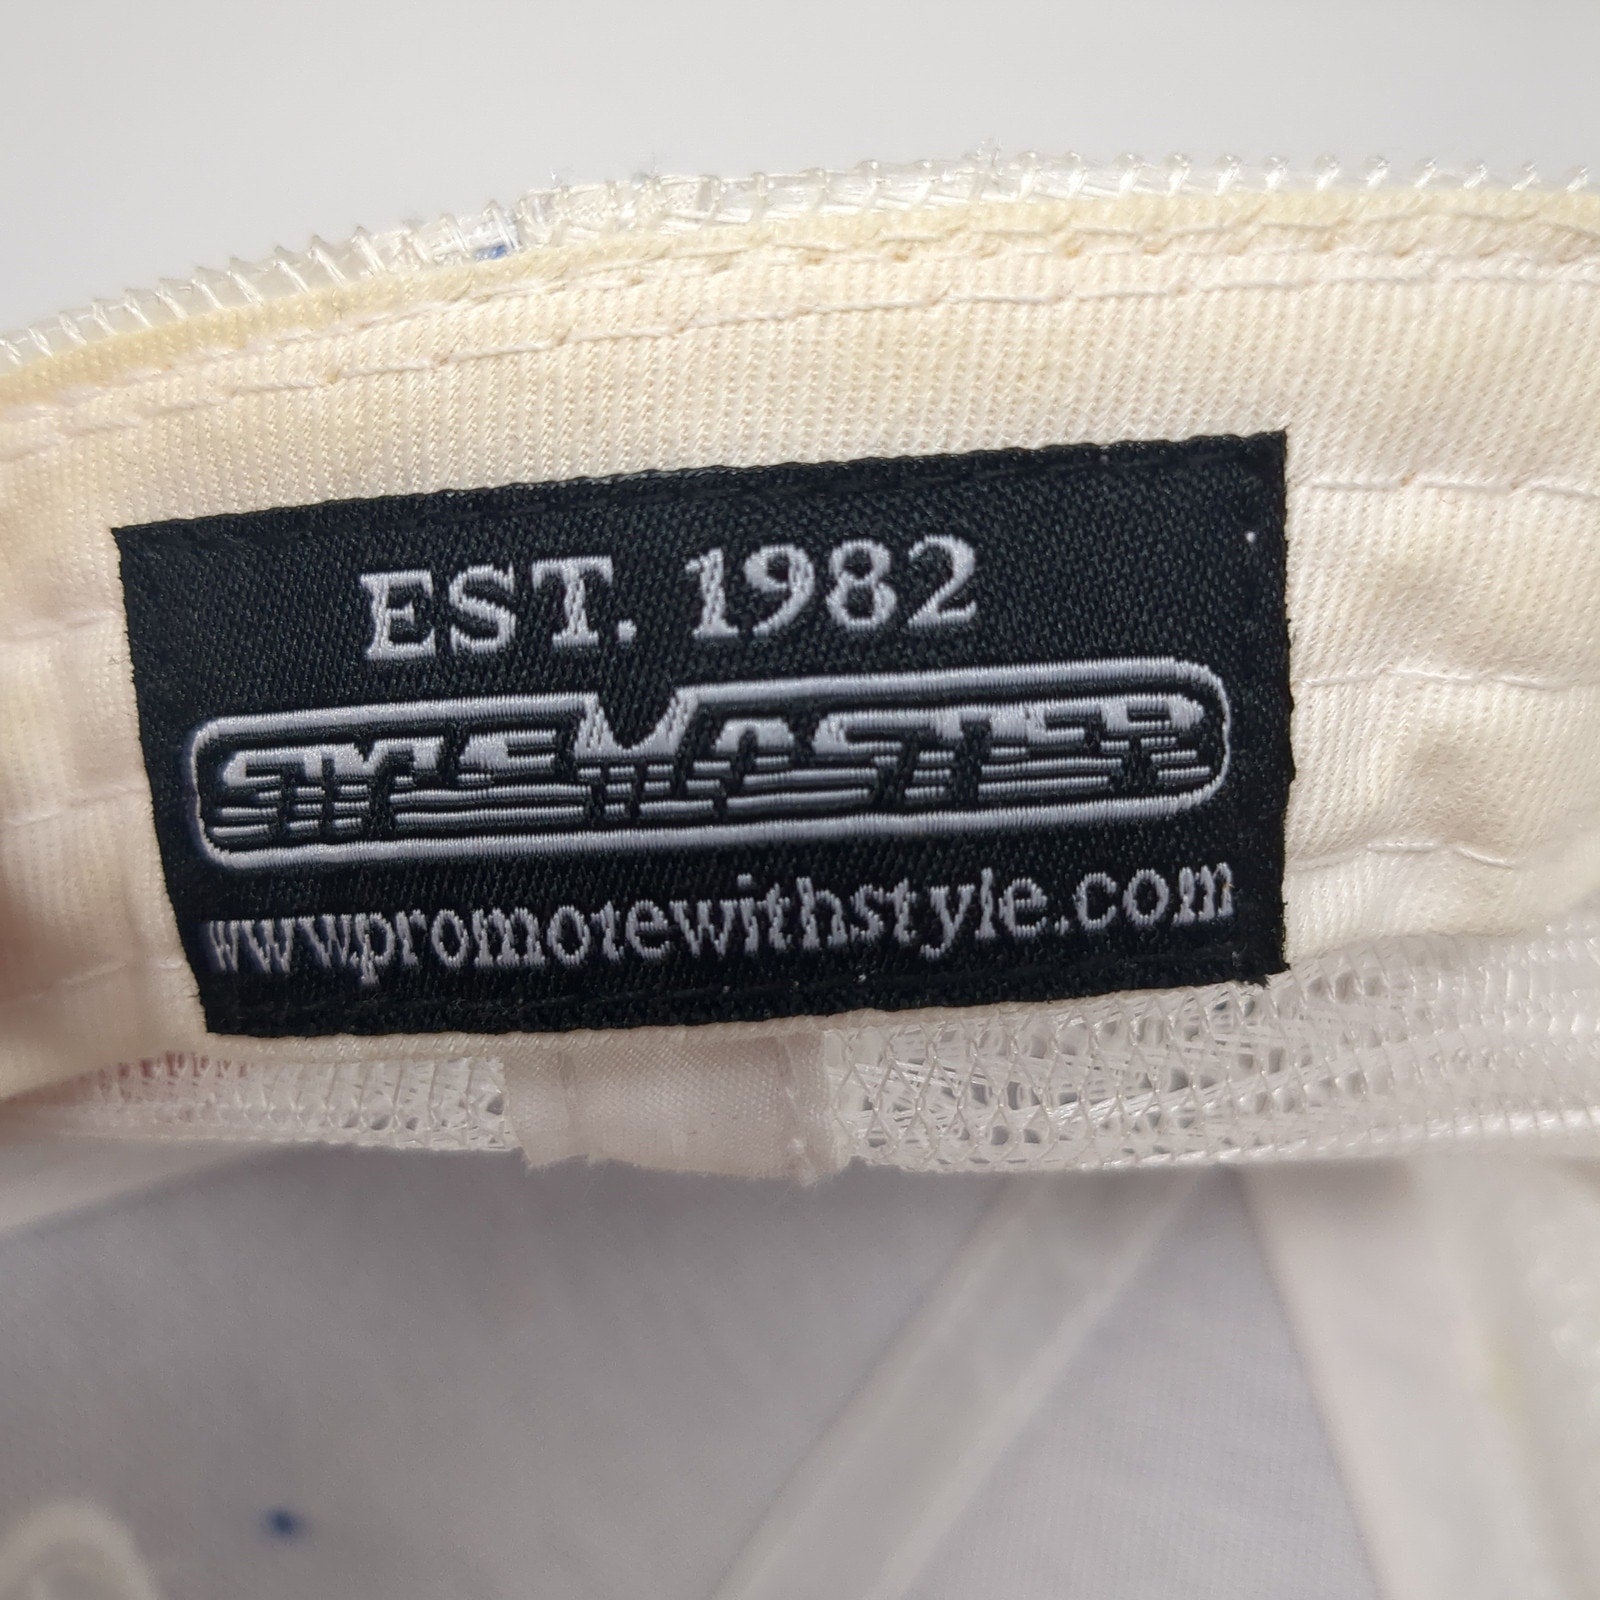 EST. 1982
STYLEMASTER
www.promotewithstyle.com